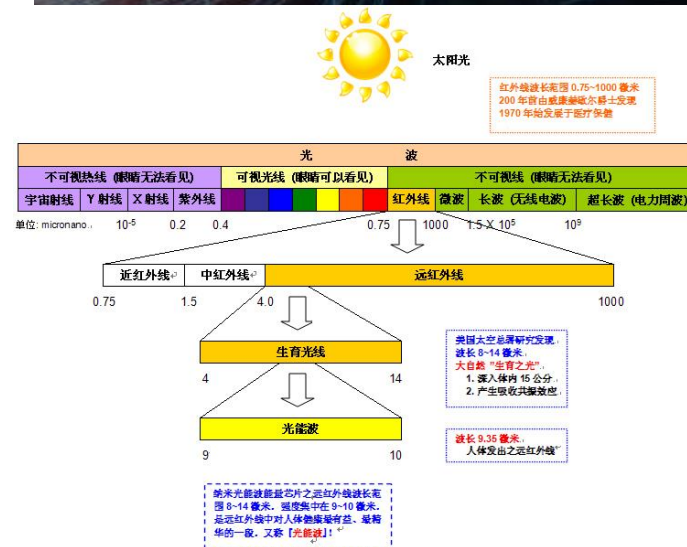 太阳光
红外线波长范围 0.75~1000 微米
200 年前由威廉赫歇尔爵士发现
1970 年始发展于医疗保健
光 波
不可视热线 (眼睛无法看见) 可视光线 (眼睛可以看见) 不可视线 (眼睛无法看见)
宇宙射线 Y 射线 X 射线 紫外线 红外线 微波 长波 (无线电波) 超长波 (电力周波)
单位: micronano. 10-5 0.2 0.4 0.75 1000 1.5 X 105 109
近红外线 中红外线 远红外线
0.75 1.5 4.0 1000
生育光线
4 14
美国太空总署研究发现.
波长 8~14 微米.
大自然 "生育之光".
1. 深入体内 15 公分.
2. 产生吸收共振效应.
光能波
9 10
波长 9.35 微米.
人体发出之远红外线
纳米光能波能量芯片之远红外线波长范
围 8~14 微米. 强度集中在 9~10 微米.
是远红外线中对人体健康最有益、最精
华的一段. 又称『光能波』!